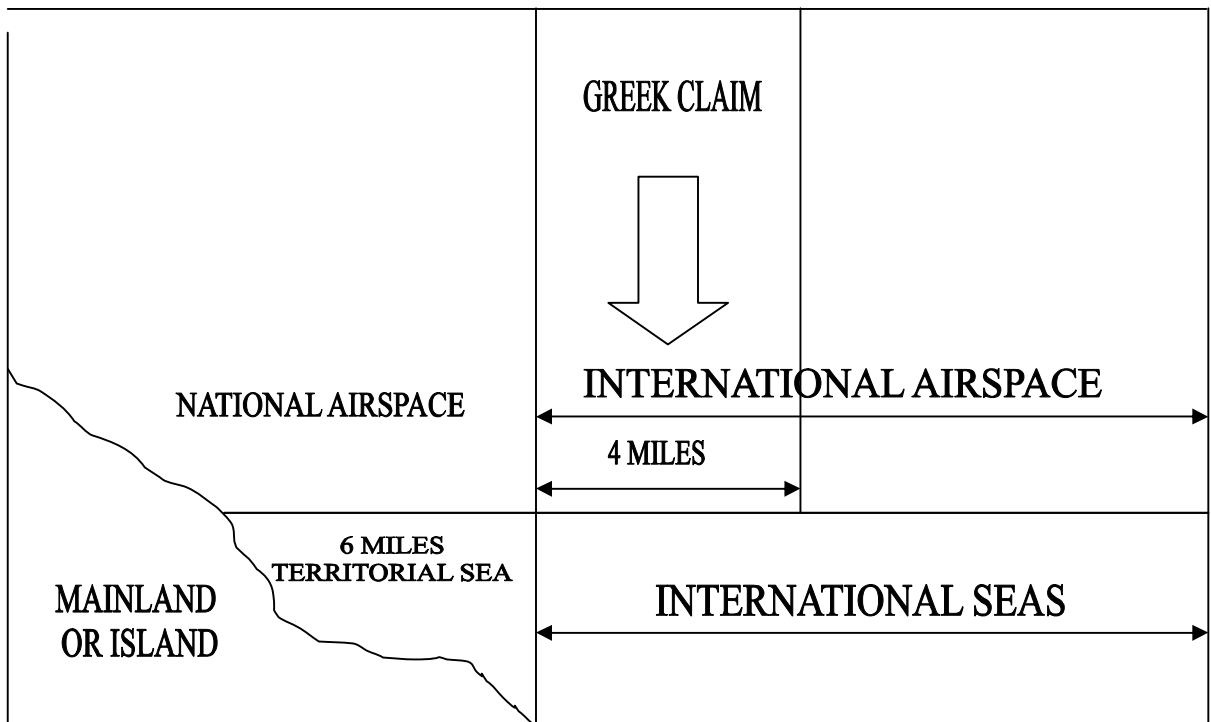 GREEK CLAIM
INTERNATIONAL AIRSPACE
NATIONAL AIRSPACE
4 MILES
6 MILES
TERRITORIAL SEA
MAINLAND
OR ISLAND
INTERNATIONAL SEAS